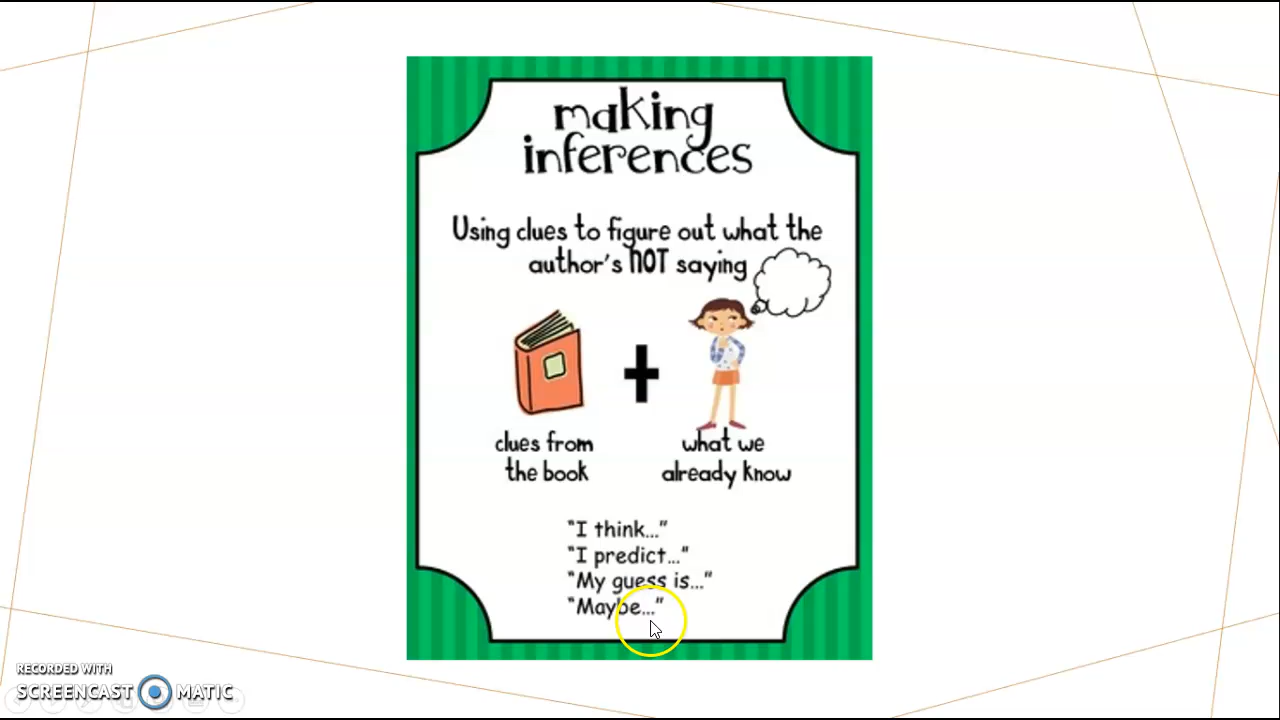 making
inferences
Using clues to figure out what the
author's NOT saying
clues from
the book
what we
already know
"I think..."
"I predict..."
"My guess is..."
"Maybe..."
RECORDED WITH
SCREENCAST MATIC